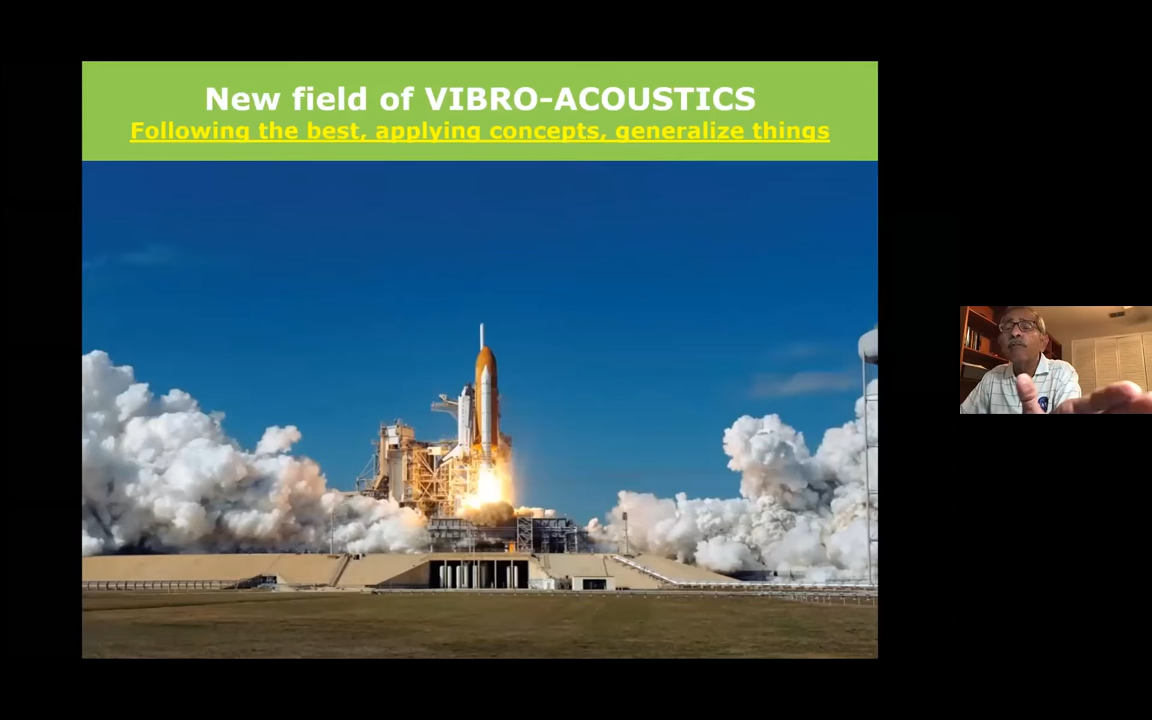 New field of VIBRO-ACOUSTICS
Following the best, applying concepts, generalize things